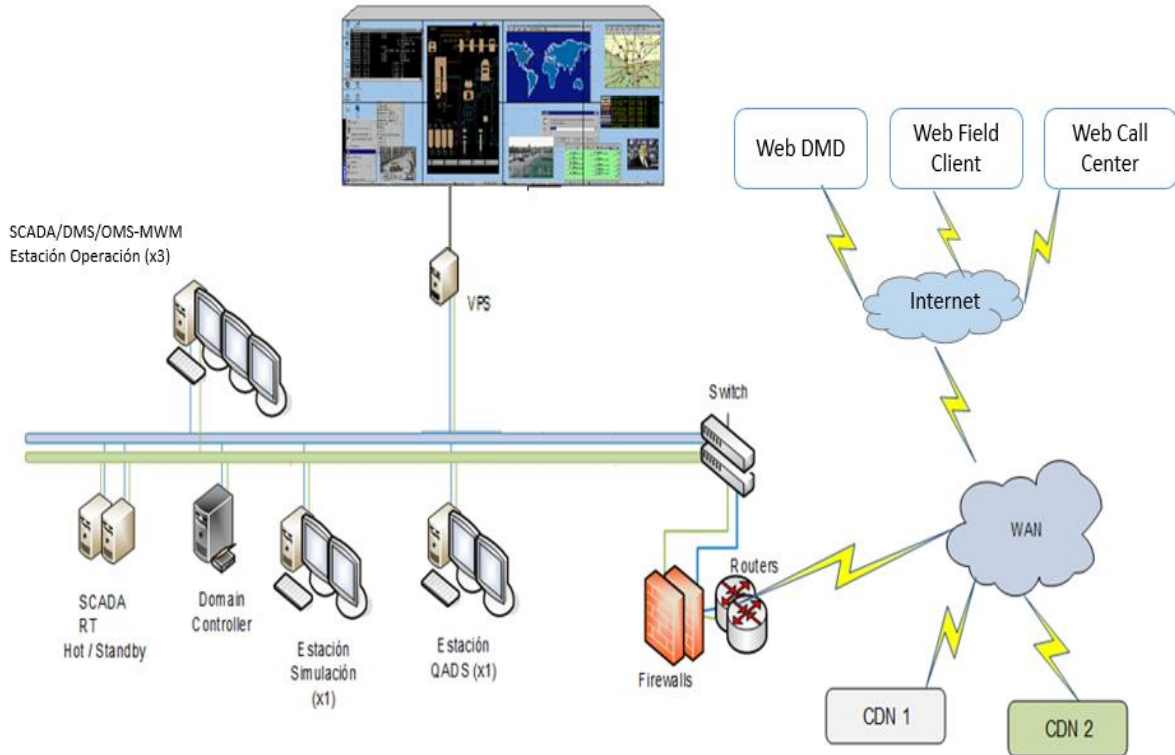 Web DMD
Web Field
Client
Web Call
Center
SCADA/DMS/OMS-MWM
Estación Operación (x3)
VPS
Internet
Switch
WAN
Routers
SCADA
RT
Hot / Standby
Domain
Controller
Estación
Simulación
(x1)
Estación
QADS (x1)
Firewalls
CDN 1
CDN 2